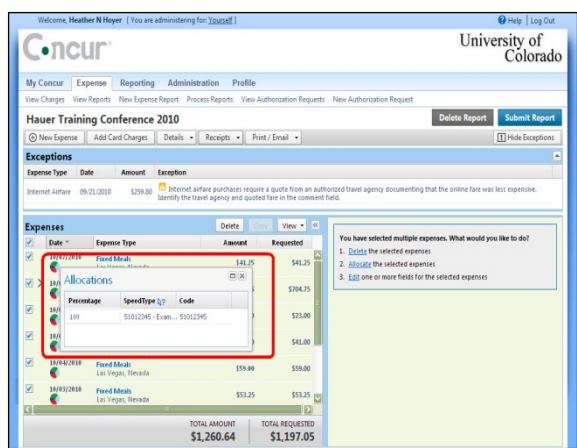 Welcome, Heather N Hoyer [ You are administering for: Yourself ]
Help | Log Out
C•ncur
University of
Colorado
My Concur Expense Reporting Administration Profile
View Charges View Reports New Expense Report Process Reports View Authorization Requests New Authorization Request
Hauer Training Conference 2010
Delete Report Submit Report
New Expense Add Card Charges Details Receipts Print / Email Hide Exceptions
Exceptions
Expense Type Date Amount Exception
Internet Airfare 09/21/2010 $259.80 Internet airfare purchases require a quote from an authorized travel agency documenting that the online fare was less expensive.
Identify the travel agency and quoted fare in the comment field.
Expenses Delete Copy View
Date Expense Type Amount Requested
10/07/2010 Fixed Meals $41.25 $41.25
Las Vegas, Nevada
Allocations
$704.75
Percentage SpeedType Code
100 51012345 - Exam... 51012345
$23.00
$41.00
10/04/2010 Fixed Meals $59.00 $59.00
Las Vegas, Nevada
10/03/2010 Fixed Meals $53.25 $53.25
Las Vegas, Nevada
TOTAL AMOUNT TOTAL REQUESTED
$1,260.64 $1,197.05
You have selected multiple expenses. What would you like to do?
1. Delete the selected expenses
2. Allocate the selected expenses
3. Edit one or more fields for the selected expenses